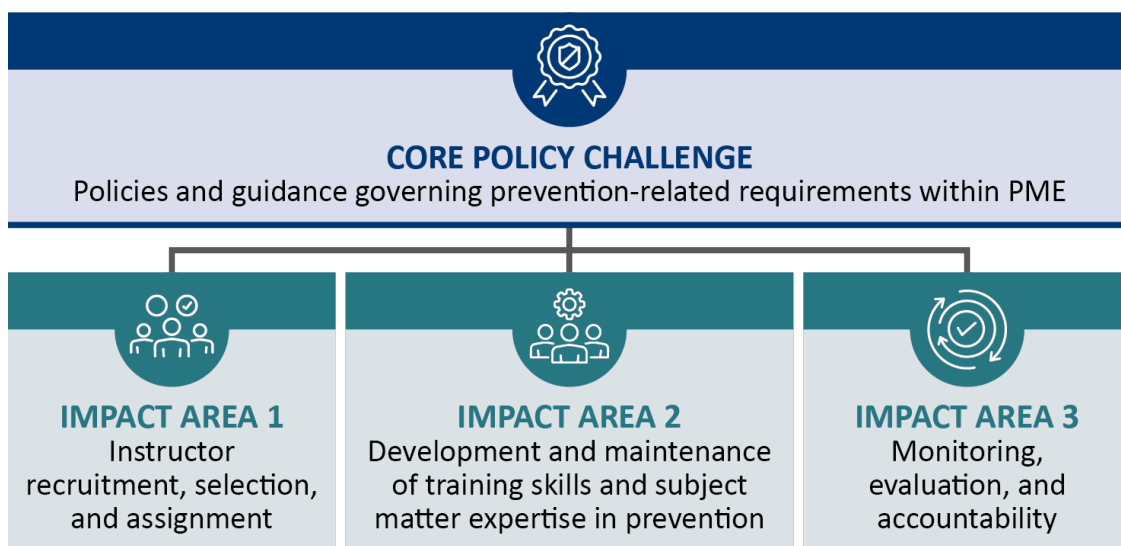 CORE POLICY CHALLENGE
Policies and guidance governing prevention-related requirements within PME
IMPACT AREA 1
Instructor
recruitment, selection,
and assignment
IMPACT AREA 2
Development and maintenance
of training skills and subject
matter expertise in prevention
IMPACT AREA 3
Monitoring,
evaluation, and
accountability